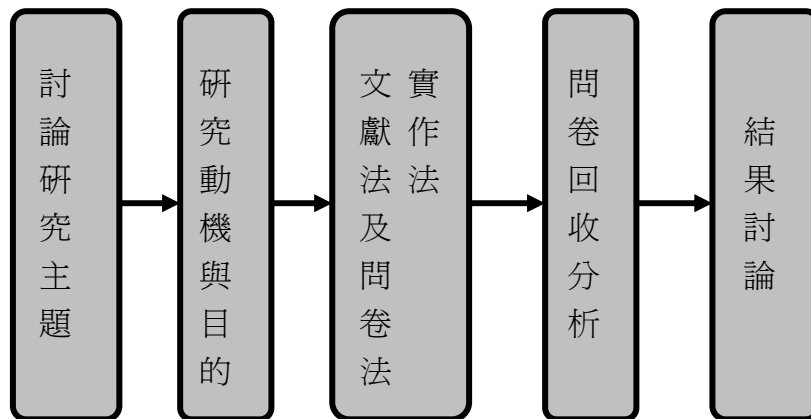 討論研究主題
研究動機與目的
實作法
文獻法及問卷法
問卷回收分析
結果討論